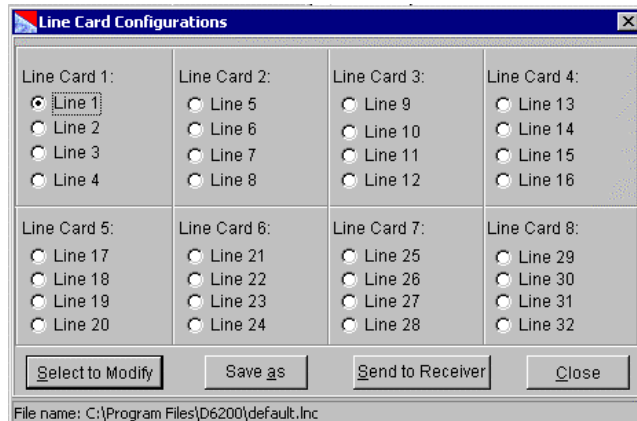 Line Card Configurations
Line Card 1:
Line 1
Line 2
Line 3
Line 4
Line Card 2:
Line 5
Line 6
Line 7
Line 8
Line Card 3:
Line 9
Line 10
Line 11
Line 12
Line Card 4:
Line 13
Line 14
Line 15
Line 16
Line Card 5:
Line 17
Line 18
Line 19
Line 20
Line Card 6:
Line 21
Line 22
Line 23
Line 24
Line Card 7:
Line 25
Line 26
Line 27
Line 28
Line Card 8:
Line 29
Line 30
Line 31
Line 32
Select to Modify
Save as
Send to Receiver
Close
File name: C:\Program Files\D6200\default.lnc